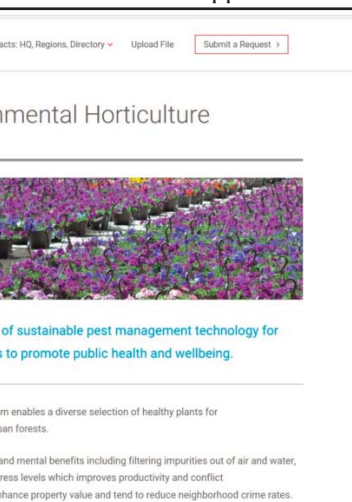 acts: HQ, Regions, Directory Upload File Submit a Request >
nmental Horticulture
of sustainable pest management technology for
s to promote public health and wellbeing.
m enables a diverse selection of healthy plants for
ban forests.
and mental benefits including filtering impurities out of air and water,
ress levels which improves productivity and conflict
hance property value and tend to reduce neighborhood crime rates.